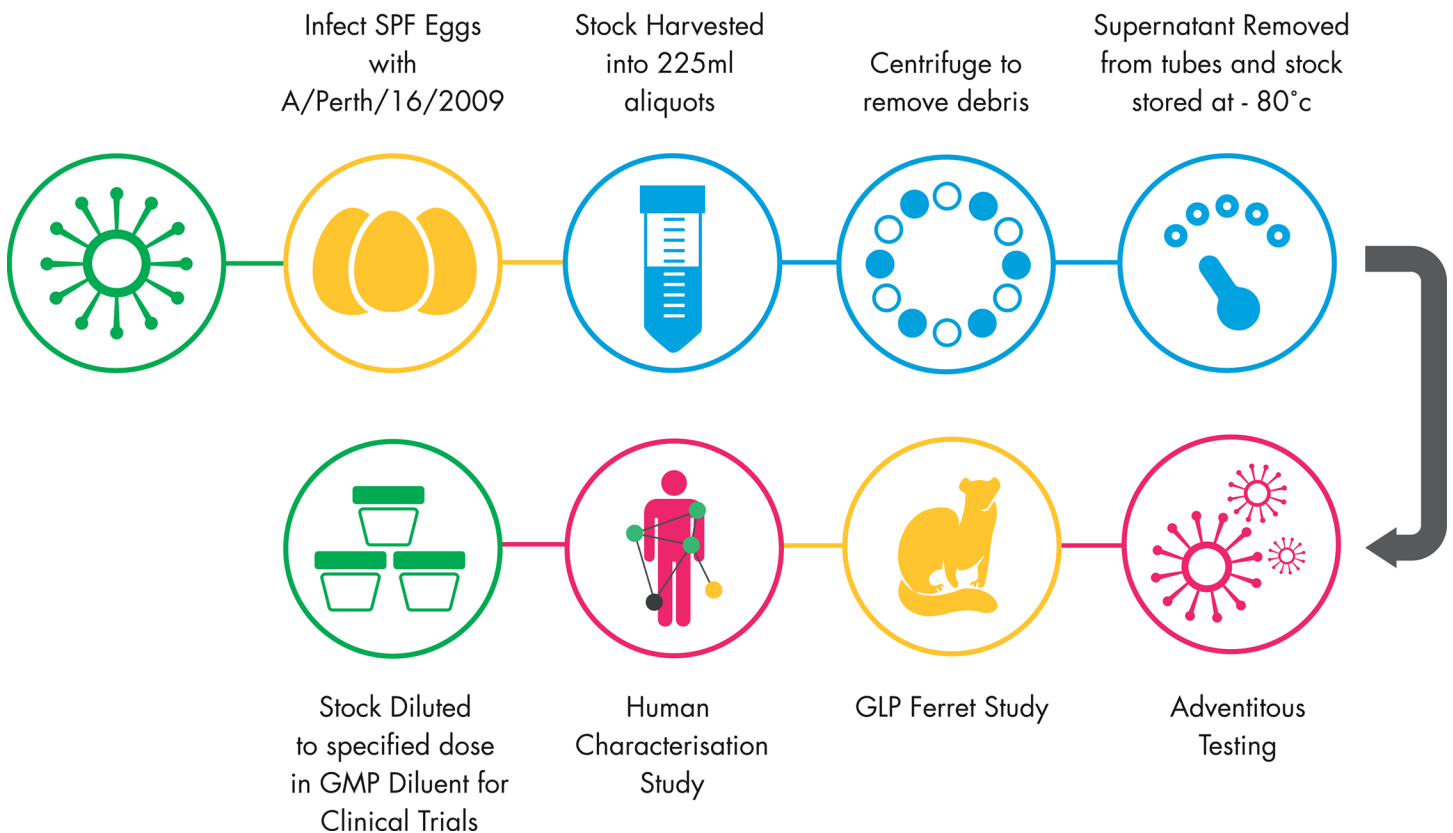 Infect SPF Eggs
with
A/Perth/16/2009
Stock Harvested
into 225ml
aliquots
Centrifuge to
remove debris
Supernatant Removed
from tubes and stock
stored at - 80˚c
Stock Diluted
to specified dose
in GMP Diluent for
Clinical Trials
Human
Characterisation
Study
GLP Ferret Study
Adventitous
Testing